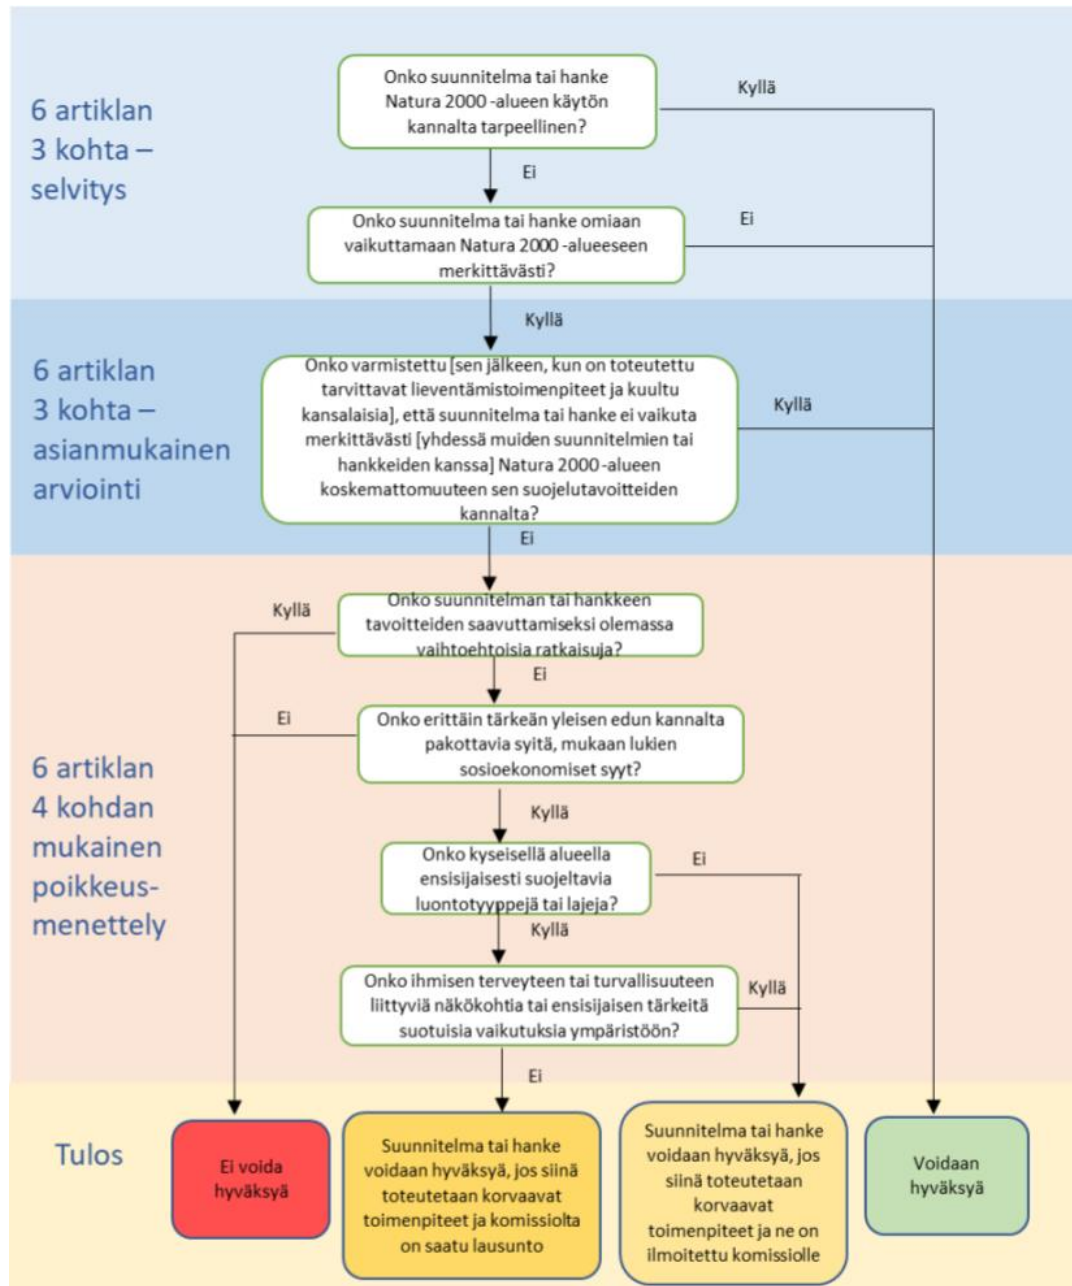 6 artiklan
3 kohta –
selvitys
Onko suunnitelma tai hanke
Natura 2000 -alueen käytön
kannalta tarpeellinen?
Kyllä
Ei
Onko suunnitelma tai hanke omiaan
vaikuttamaan Natura 2000 -alueeseen
merkittävästi?
Ei
Kyllä
6 artiklan
3 kohta –
asianmukainen
arviointi
Onko varmistettu [sen jälkeen, kun on toteutettu
tarvittavat lieventämistoimenpiteet ja kuultu
kansalaisia], että suunnitelma tai hanke ei vaikuta
merkittävästi [yhdessä muiden suunnitelmien tai
hankkeiden kanssa] Natura 2000 -alueen
koskemattomuuteen sen suojelutavoitteiden
kannalta?
Kyllä
Ei
6 artiklan
4 kohdan
mukainen
poikkeus-
menettely
Onko suunnitelman tai hankkeen
tavoitteiden saavuttamiseksi olemassa
vaihtoehtoisia ratkaisuja?
Kyllä
Ei
Onko erittäin tärkeän yleisen edun kannalta
pakottavia syitä, mukaan lukien
sosioekonomiset syyt?
Ei
Kyllä
Onko kyseisellä alueella
ensisijaisesti suojeltavia
luontotyyppejä tai lajeja?
Ei
Kyllä
Onko ihmisen terveyteen tai turvallisuuteen
liittyviä näkökohtia tai ensisijaisen tärkeitä
suotuisia vaikutuksia ympäristöön?
Kyllä
Ei
Tulos
Ei voida
hyväksyä
Suunnitelma tai hanke
voidaan hyväksyä, jos siinä
toteutetaan korvaavat
toimenpiteet ja komissiolta
on saatu lausunto
Suunnitelma tai hanke
voidaan hyväksyä, jos
siinä toteutetaan
korvaavat
toimenpiteet ja ne on
ilmoitettu komissiolle
Voidaan
hyväksyä